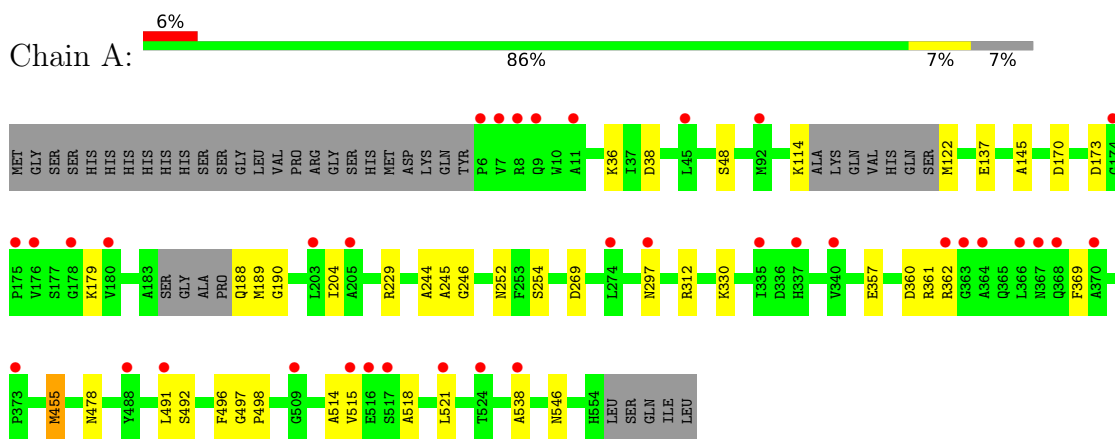 6%
Chain A:
86% 7% 7%
MET GLY SER SER HIS HIS HIS HIS HIS HIS SER SER GLY LEU VAL PRO ARG GLY SER HIS MET ASP LYS GLN TYR P6 V7 R8 Q9 W10 A11 K36 I37 D38 L45 S48 M92 K114 ALA LYS GLN VAL HIS GLN SER M122 E137 A145 D170 D173 G174
P175 V176 S177 G178 K179 V180 A183 SER GLY ALA PRO Q188 M189 G190 L203 I204 A205 R229 A244 A245 G246 N252 F253 S254 D269 L274 N297 R312 K330 I335 D336 H337 V340 E357 D360 R361 R362 G363 A364 Q365 L366 N367 Q368 F369 A370
P373 M455 N478 Y488 L491 S492 F496 G497 P498 G509 A514 V515 E516 S517 A518 L521 T524 A538 N546 H554 LEU SER GLN ILE LEU